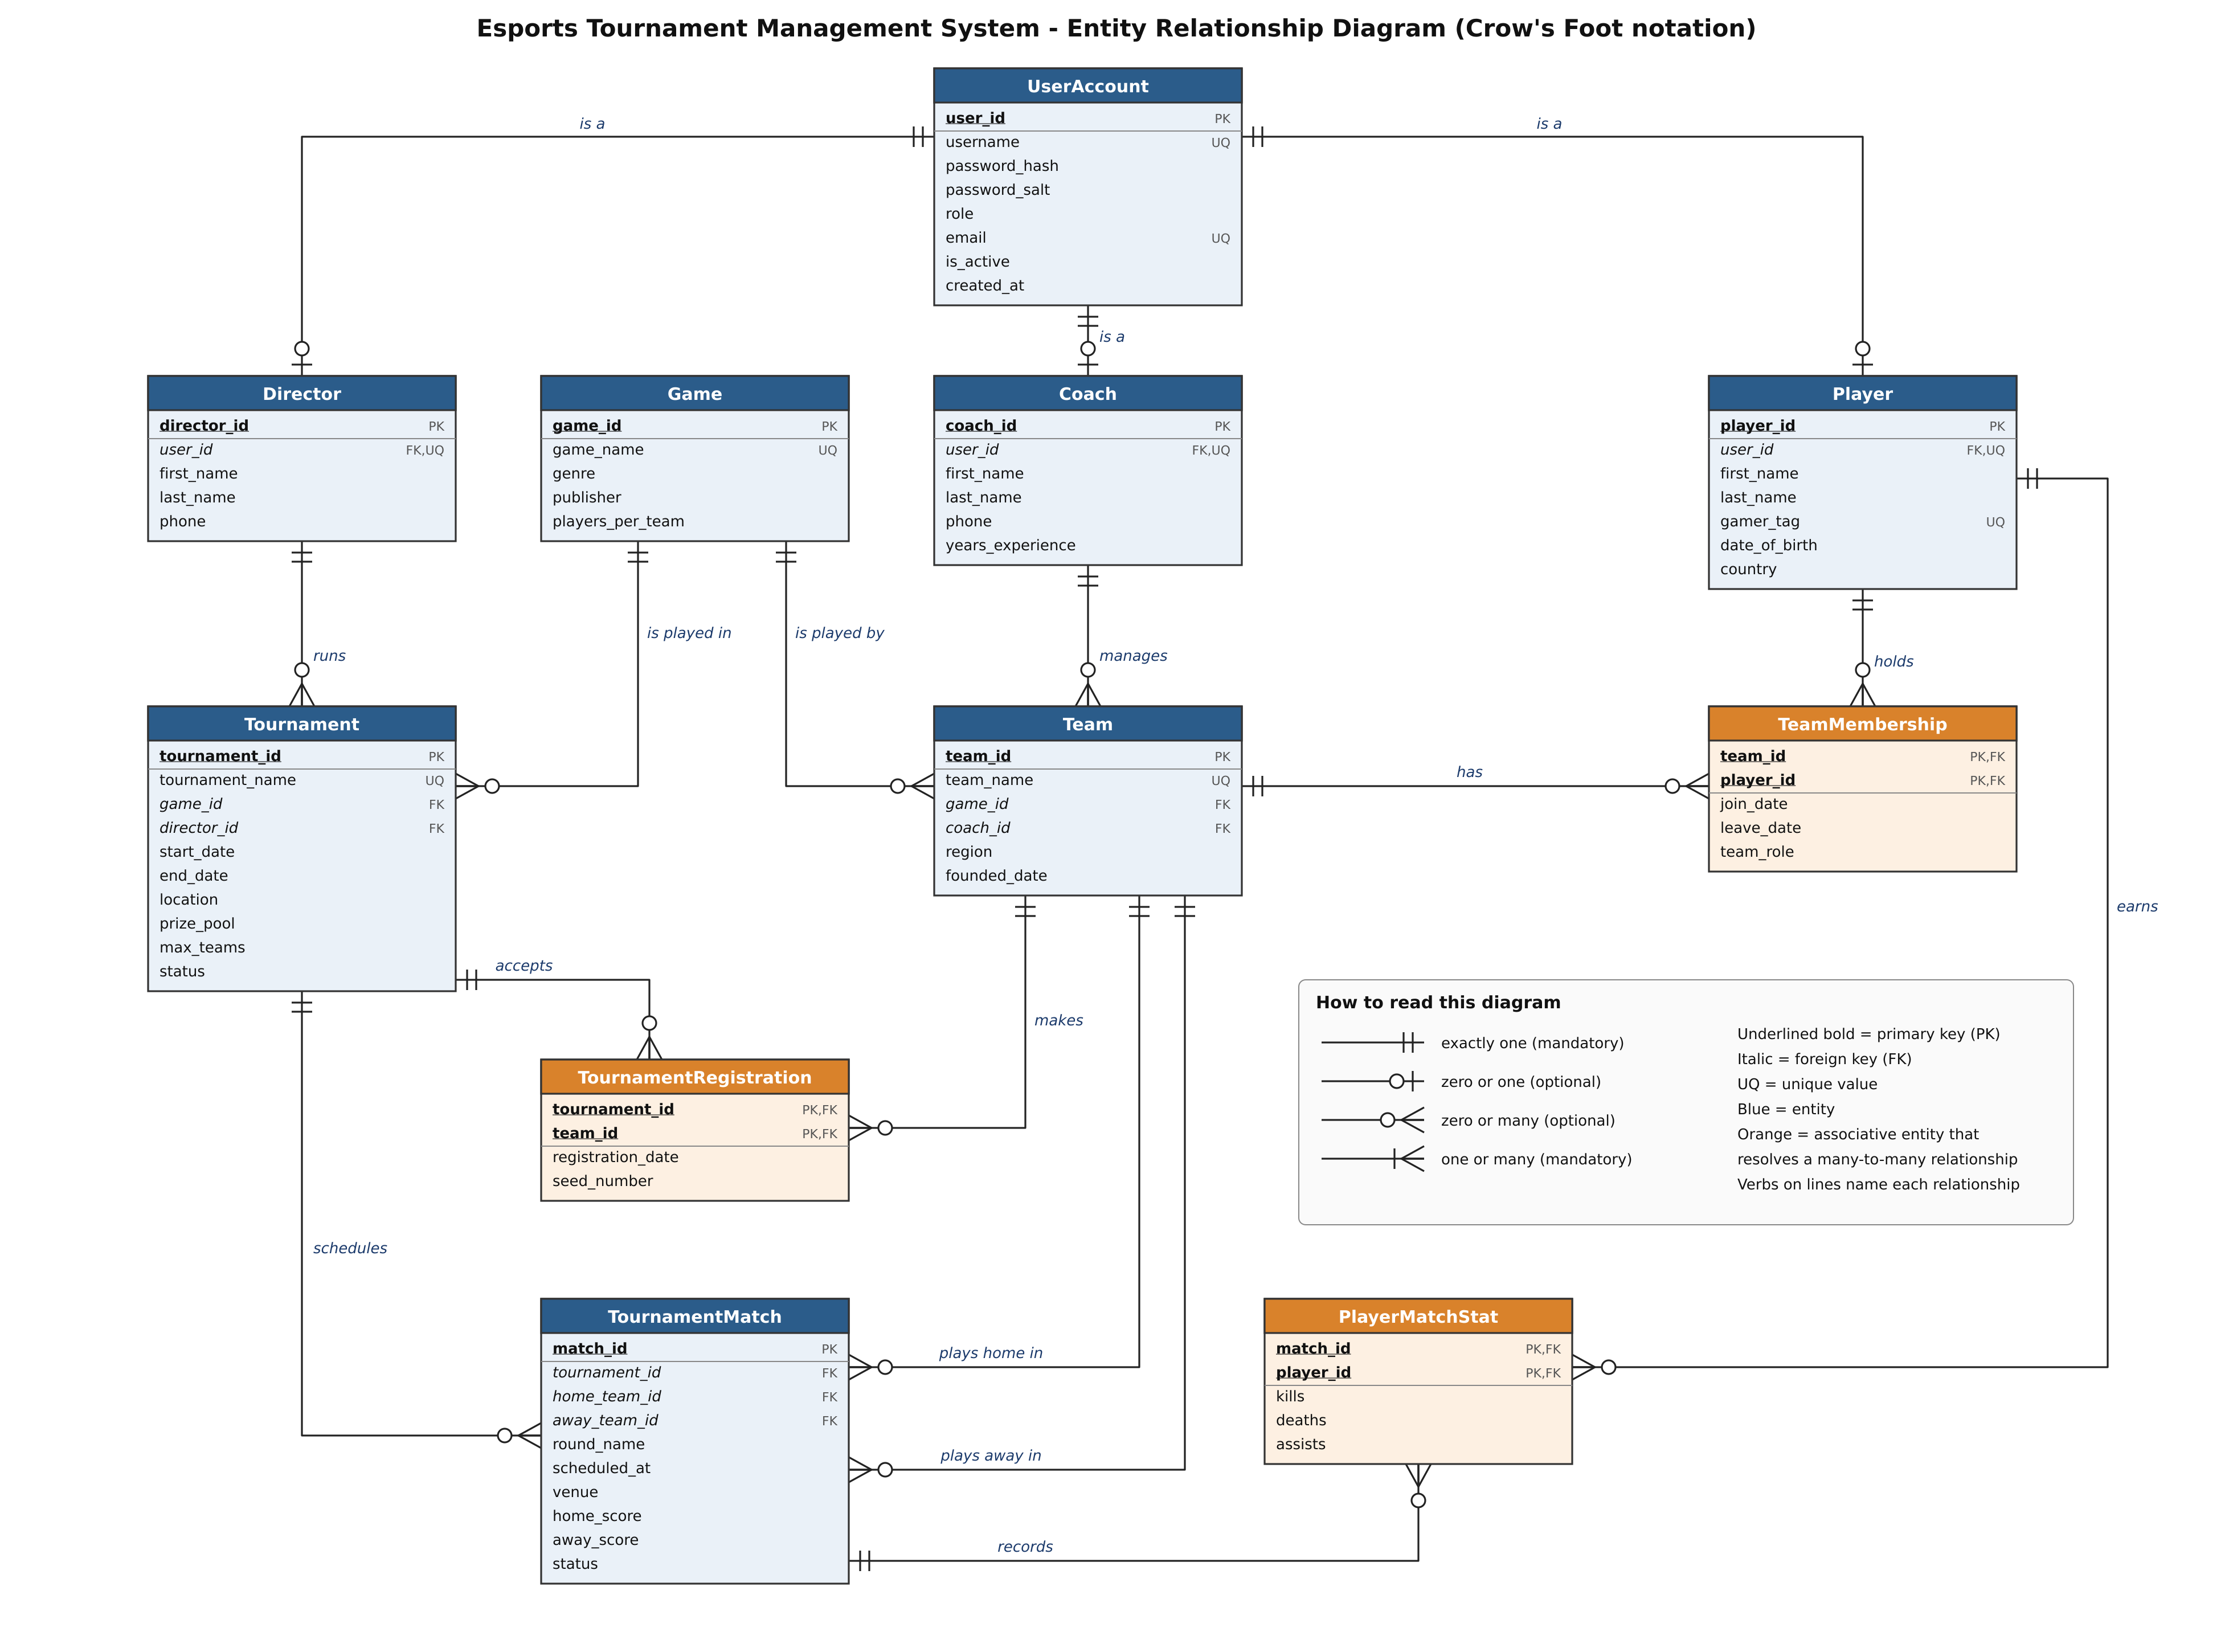 Esports Tournament Management System - Entity Relationship Diagram (Crow's Foot notation)
UserAccount
user_id PK
username UQ
password_hash
password_salt
role
email UQ
is_active
created_at
is a
is a
is a
Director
director_id PK
user_id FK,UQ
first_name
last_name
phone
Game
game_id PK
game_name UQ
genre
publisher
players_per_team
Coach
coach_id PK
user_id FK,UQ
first_name
last_name
phone
years_experience
Player
player_id PK
user_id FK,UQ
first_name
last_name
gamer_tag UQ
date_of_birth
country
runs
is played in
is played by
manages
holds
Tournament
tournament_id PK
tournament_name UQ
game_id FK
director_id FK
start_date
end_date
location
prize_pool
max_teams
status
Team
team_id PK
team_name UQ
game_id FK
coach_id FK
region
founded_date
has
TeamMembership
team_id PK,FK
player_id PK,FK
join_date
leave_date
team_role
earns
accepts
makes
TournamentRegistration
tournament_id PK,FK
team_id PK,FK
registration_date
seed_number
How to read this diagram
exactly one (mandatory)
zero or one (optional)
zero or many (optional)
one or many (mandatory)
Underlined bold = primary key (PK)
Italic = foreign key (FK)
UQ = unique value
Blue = entity
Orange = associative entity that
resolves a many-to-many relationship
Verbs on lines name each relationship
schedules
TournamentMatch
match_id PK
tournament_id FK
home_team_id FK
away_team_id FK
round_name
scheduled_at
venue
home_score
away_score
status
plays home in
plays away in
records
PlayerMatchStat
match_id PK,FK
player_id PK,FK
kills
deaths
assists